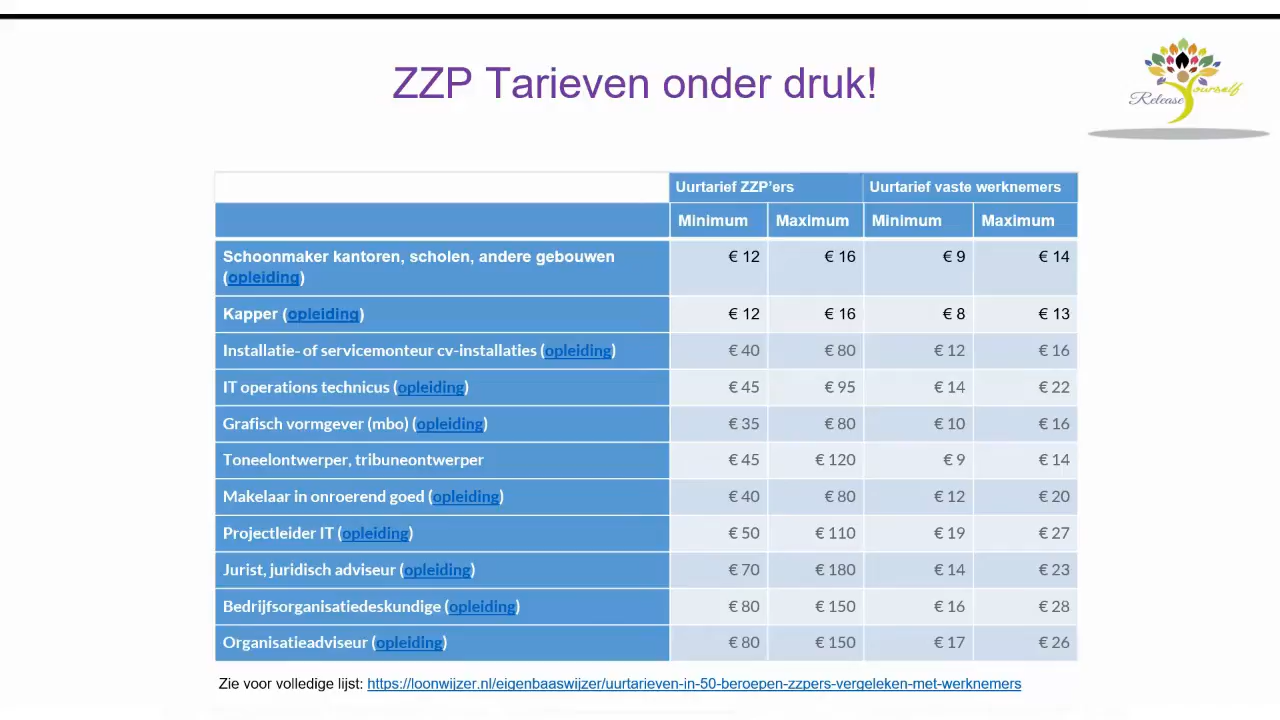 ZZP Tarieven onder druk!
Release Yourself
Uurtarief ZZP'ers Uurtarief vaste werknemers
Minimum Maximum Minimum Maximum
Schoonmaker kantoren, scholen, andere gebouwen € 12 € 16 € 9 € 14
(opleiding)
Kapper (opleiding) € 12 € 16 € 8 € 13
Installatie- of servicemonteur cv-installaties (opleiding) € 40 € 80 € 12 € 16
IT operations technicus (opleiding) € 45 € 95 € 14 € 22
Grafisch vormgever (mbo) (opleiding) € 35 € 80 € 10 € 16
Toneelontwerper, tribuneontwerper € 45 € 120 € 9 € 14
Makelaar in onroerend goed (opleiding) € 40 € 80 € 12 € 20
Projectleider IT (opleiding) € 50 € 110 € 19 € 27
Jurist, juridisch adviseur (opleiding) € 70 € 180 € 14 € 23
Bedrijfsorganisatiedeskundige (opleiding) € 80 € 150 € 16 € 28
Organisatieadviseur (opleiding) € 80 € 150 € 17 € 26
Zie voor volledige lijst: https://loonwijzer.nl/eigenbaaswijzer/uurtarieven-in-50-beroepen-zzpers-vergeleken-met-werknemers